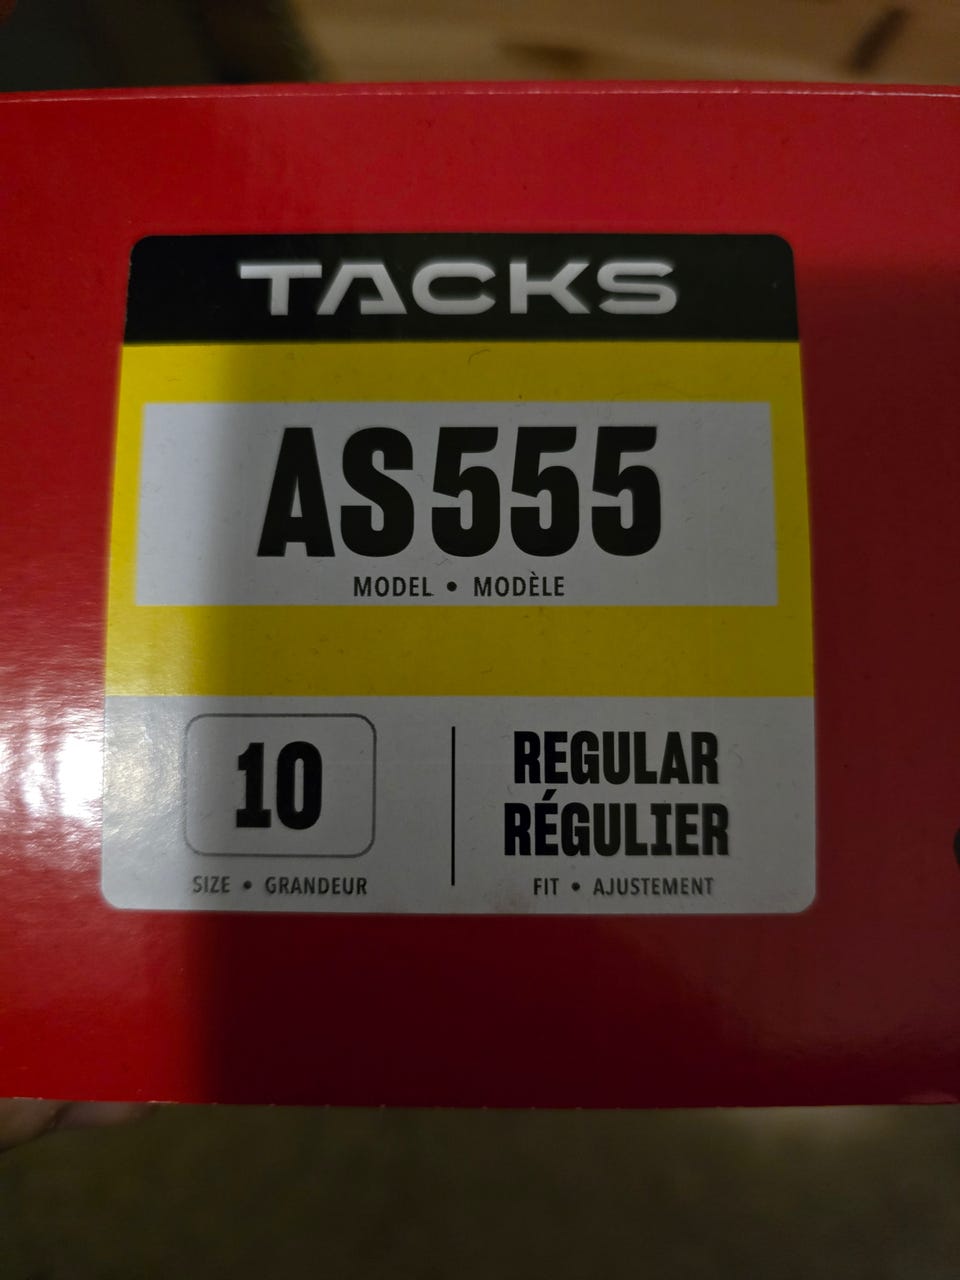 TACKS
AS555
MODEL • MODÈLE
10
SIZE • GRANDEUR
REGULAR
RÉGULIER
FIT • AJUSTEMENT